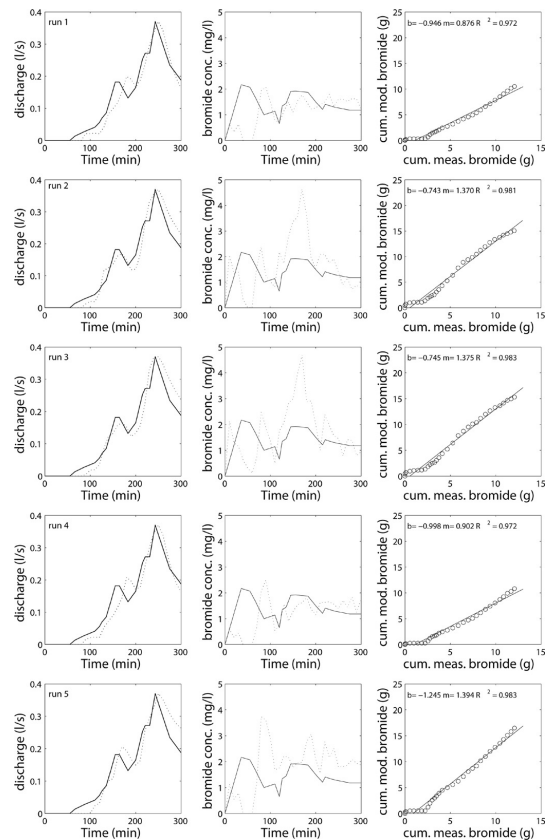 run 1
discharge (l/s)
0.4
0.3
0.2
0.1
0
0 100 200 300
Time (min)
bromide conc. (mg/l)
5
4
3
2
1
0
0 100 200 300
Time (min)
b= −0.946 m= 0.876 R 2 = 0.972
cum. mod. bromide (g)
25
20
15
10
5
0
0 5 10 15
cum. meas. bromide (g)
run 2
discharge (l/s)
0.4
0.3
0.2
0.1
0
0 100 200 300
Time (min)
bromide conc. (mg/l)
5
4
3
2
1
0
0 100 200 300
Time (min)
b= −0.743 m= 1.370 R 2 = 0.981
cum. mod. bromide (g)
25
20
15
10
5
0
0 5 10 15
cum. meas. bromide (g)
run 3
discharge (l/s)
0.4
0.3
0.2
0.1
0
0 100 200 300
Time (min)
bromide conc. (mg/l)
5
4
3
2
1
0
0 100 200 300
Time (min)
b= −0.745 m= 1.375 R 2 = 0.983
cum. mod. bromide (g)
25
20
15
10
5
0
0 5 10 15
cum. meas. bromide (g)
run 4
discharge (l/s)
0.4
0.3
0.2
0.1
0
0 100 200 300
Time (min)
bromide conc. (mg/l)
5
4
3
2
1
0
0 100 200 300
Time (min)
b= −0.998 m= 0.902 R 2 = 0.972
cum. mod. bromide (g)
25
20
15
10
5
0
0 5 10 15
cum. meas. bromide (g)
run 5
discharge (l/s)
0.4
0.3
0.2
0.1
0
0 100 200 300
Time (min)
bromide conc. (mg/l)
5
4
3
2
1
0
0 100 200 300
Time (min)
b= −1.245 m= 1.394 R 2 = 0.983
cum. mod. bromide (g)
25
20
15
10
5
0
0 5 10 15
cum. meas. bromide (g)